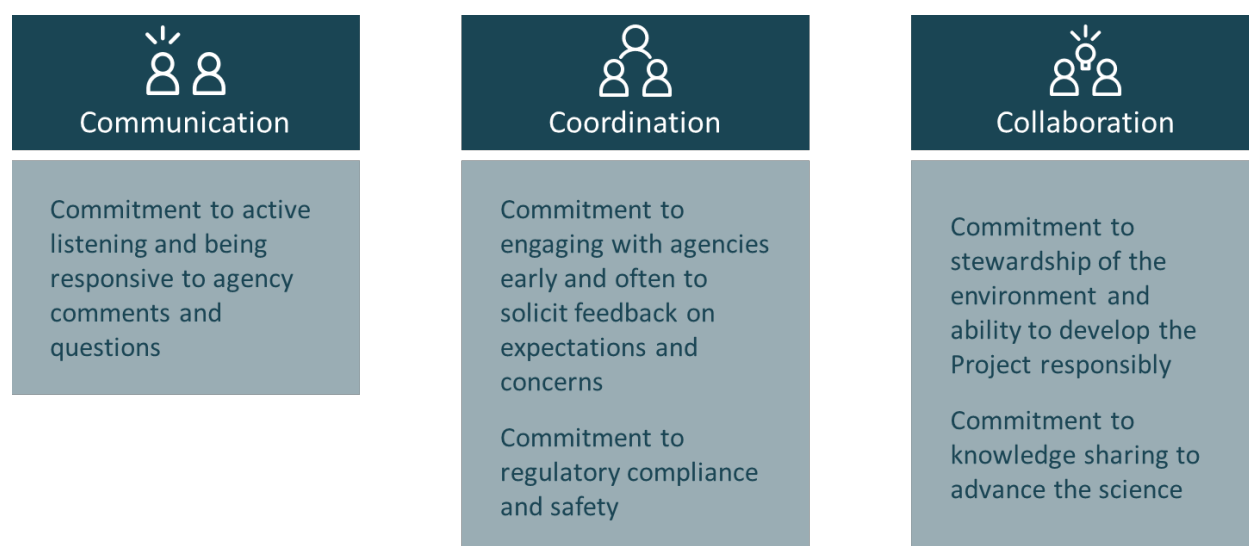 Communication
Commitment to active
listening and being
responsive to agency
comments and
questions
Coordination
Commitment to
engaging with agencies
early and often to
solicit feedback on
expectations and
concerns
Commitment to
regulatory compliance
and safety
Collaboration
Commitment to
stewardship of the
environment and
ability to develop the
Project responsibly
Commitment to
knowledge sharing to
advance the science